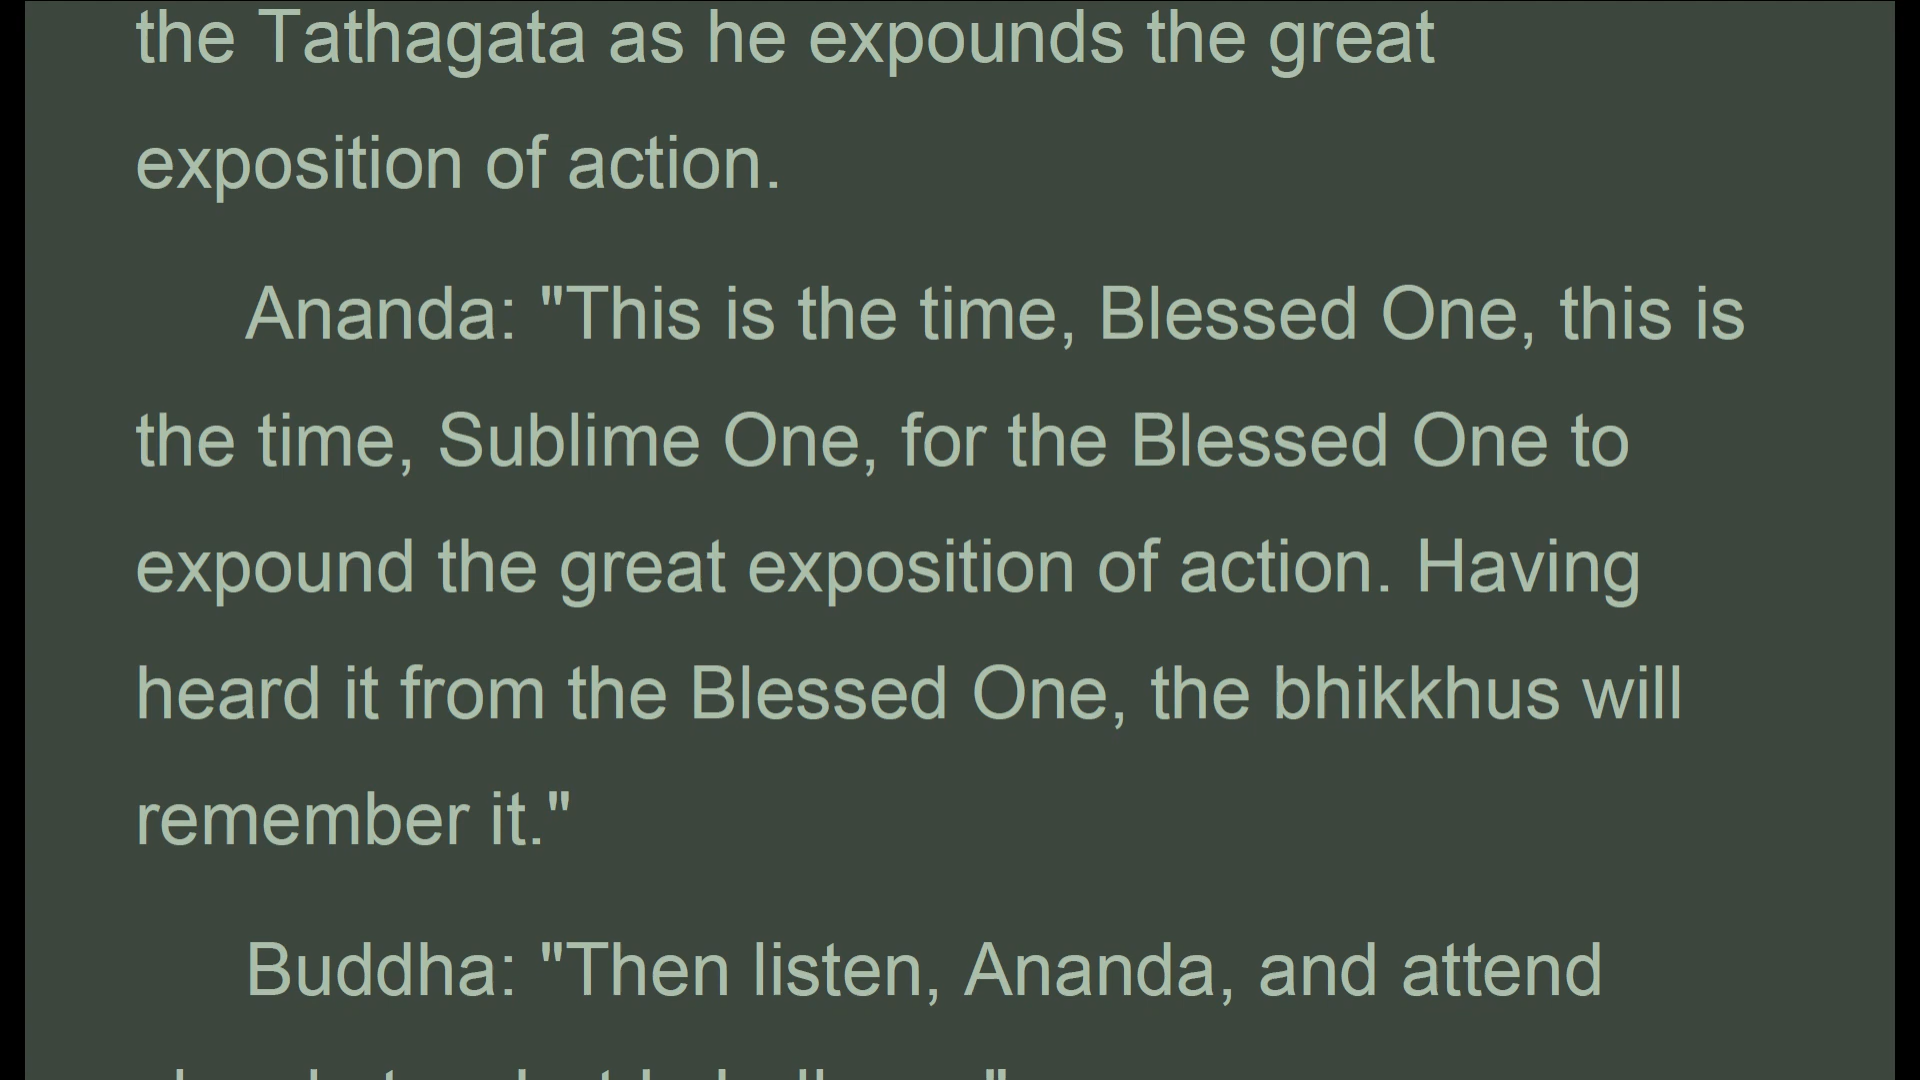 the Tathagata as he expounds the great
exposition of action.
Ananda: "This is the time, Blessed One, this is
the time, Sublime One, for the Blessed One to
expound the great exposition of action. Having
heard it from the Blessed One, the bhikkhus will
remember it."
Buddha: "Then listen, Ananda, and attend